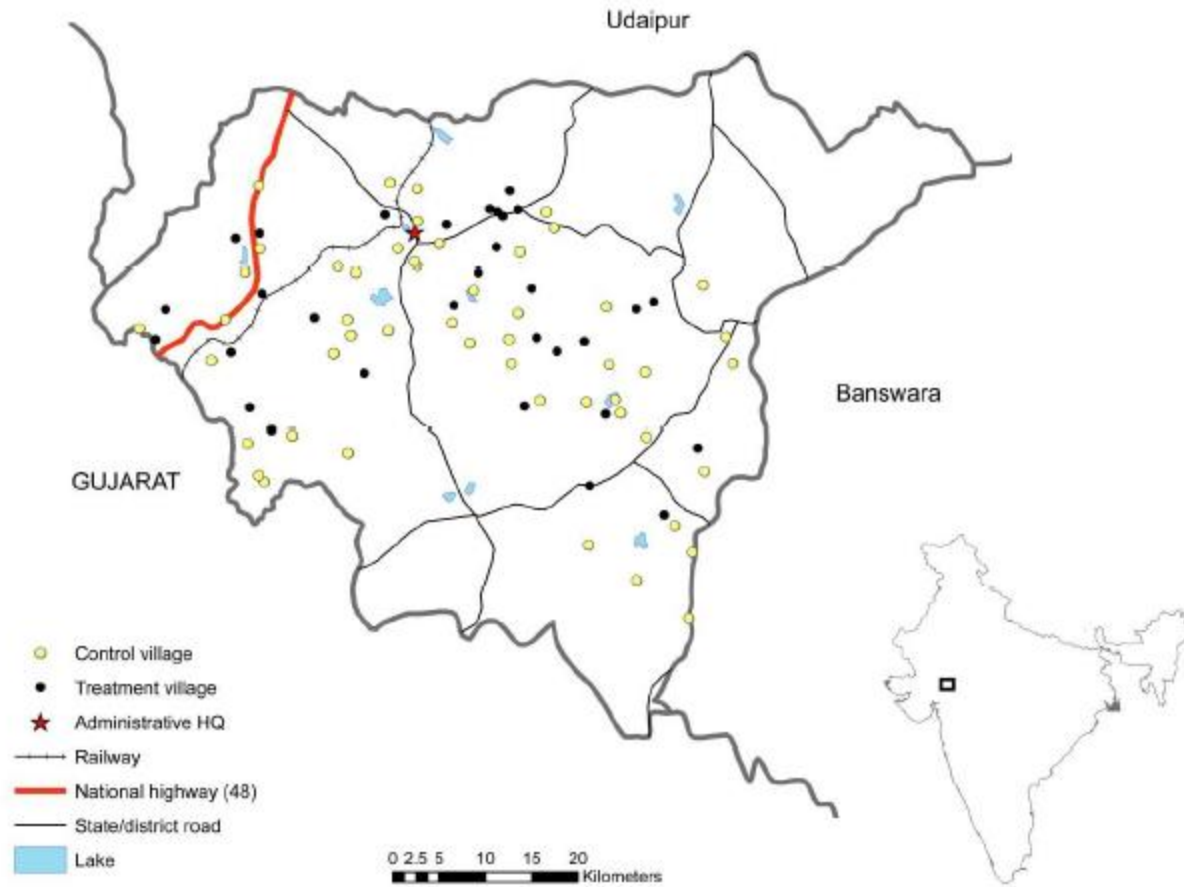 Udaipur
Banswara
GUJARAT
Control village
Treatment village
Administrative HQ
Railway
National highway (48)
State/district road
Lake
0 2.5 5 10 15 20
Kilometers